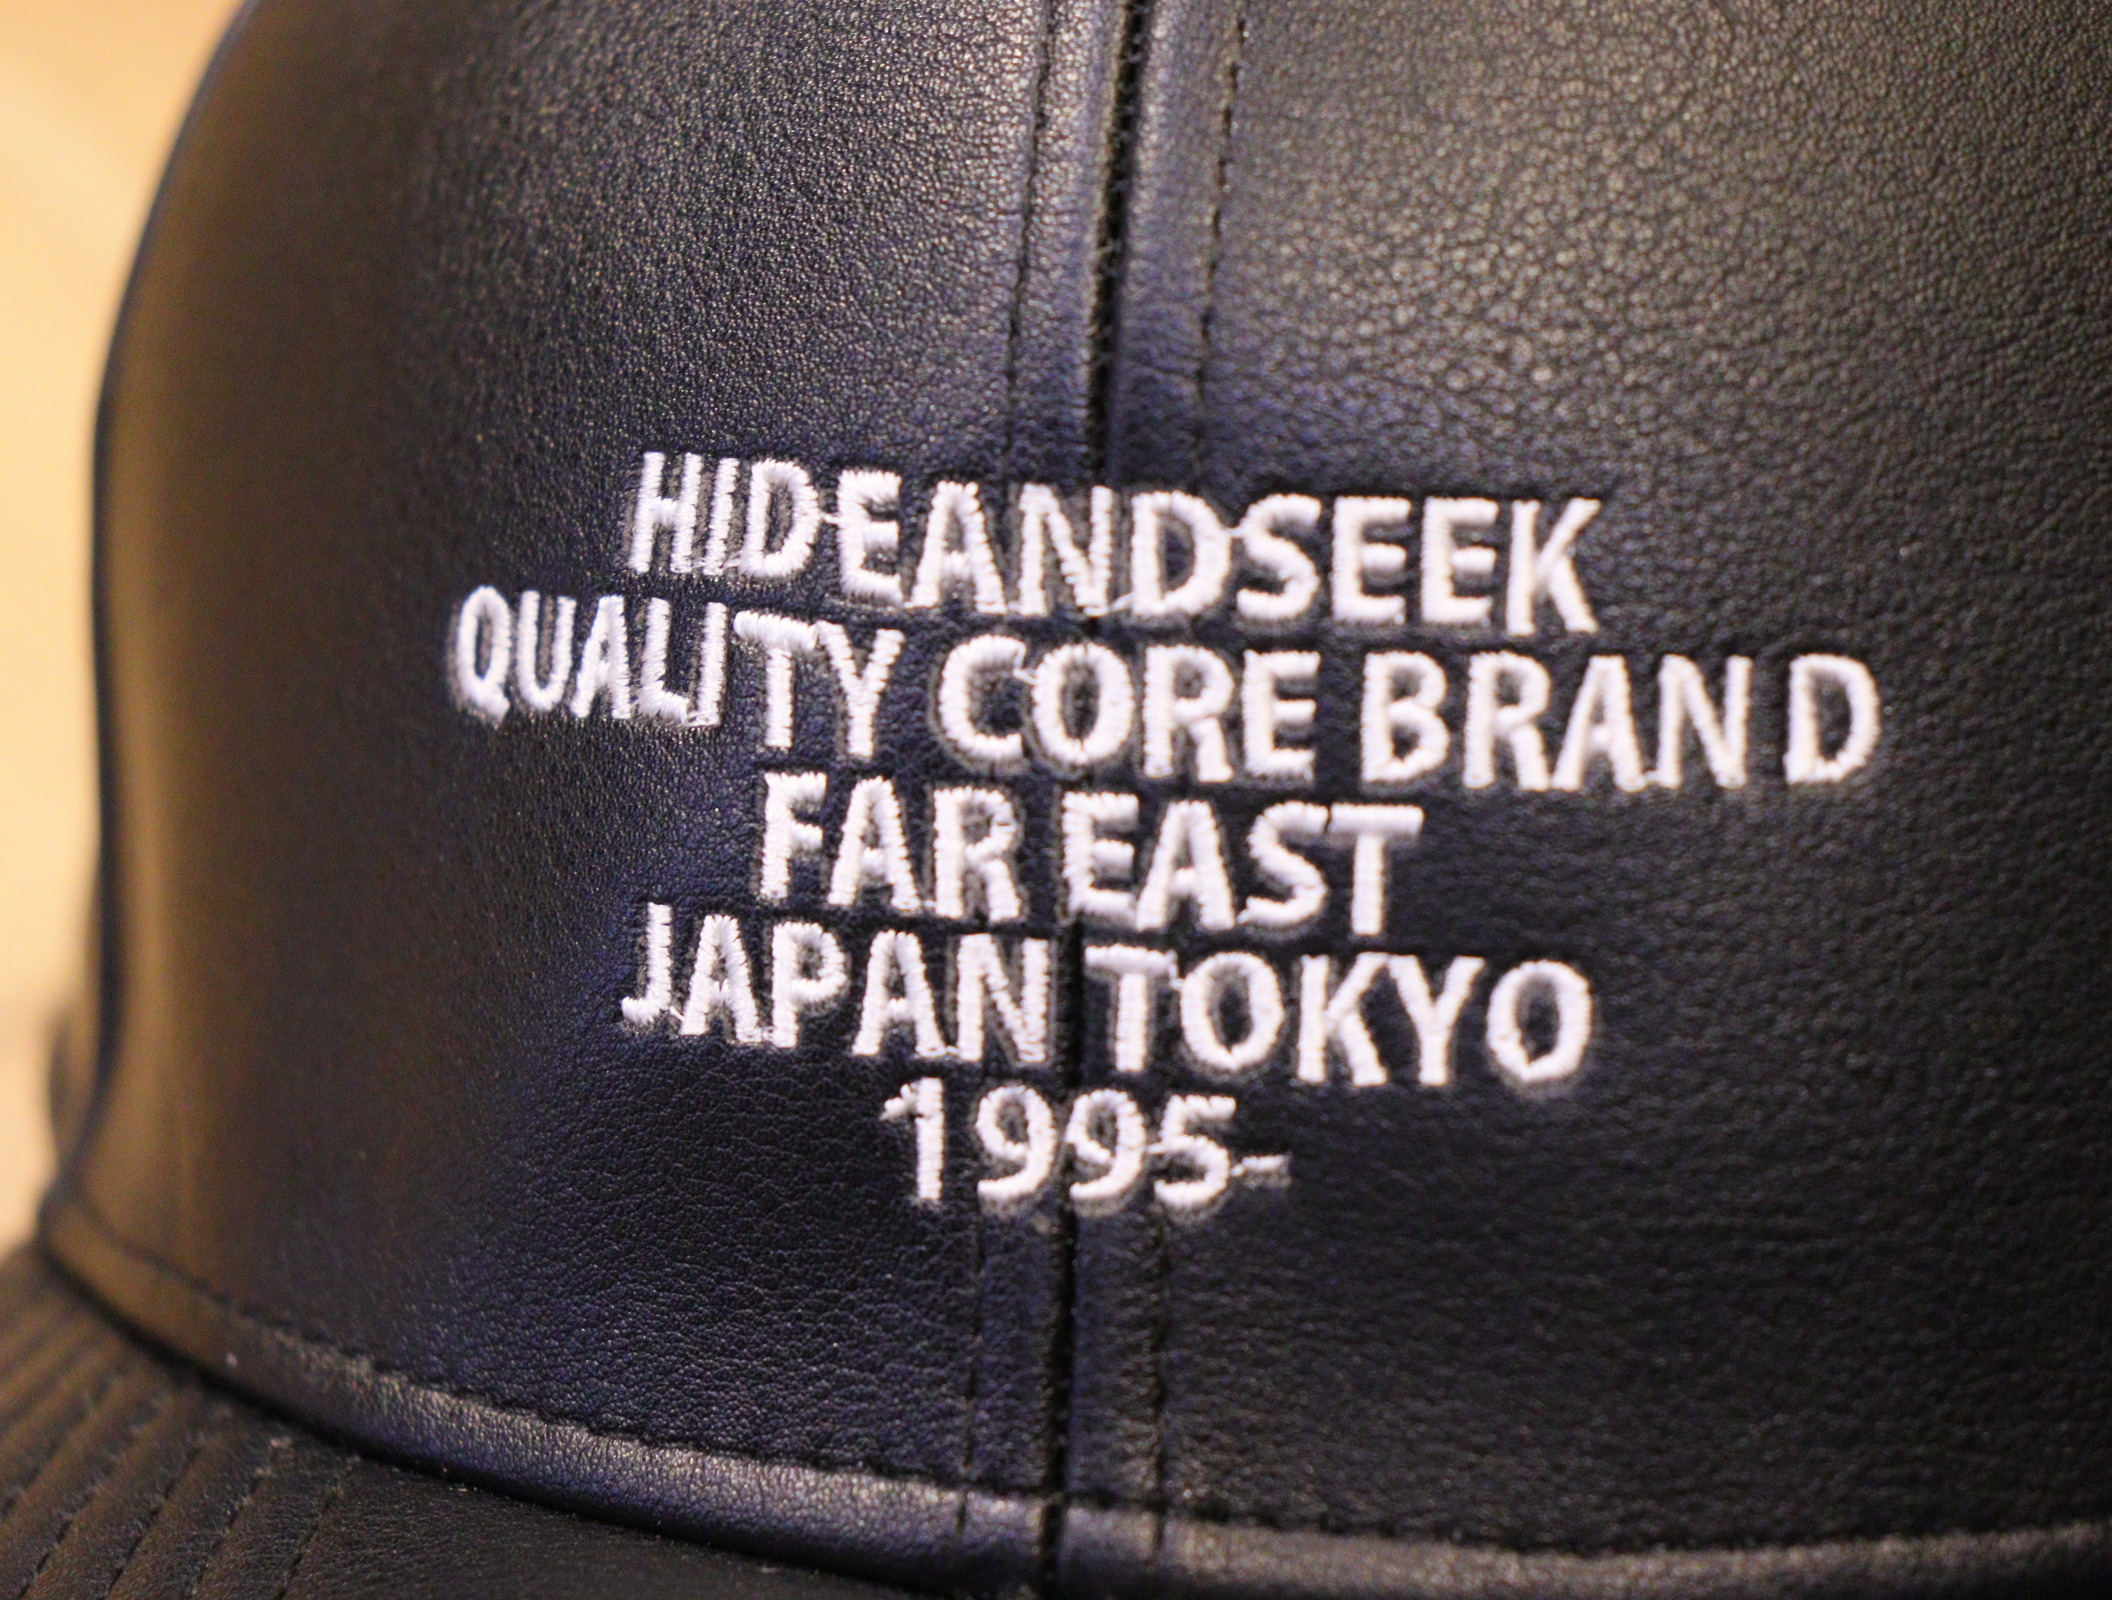 HIDEANDSEEK
QUALITY CORE BRAND
FAR EAST
JAPAN TOKYO
1995-